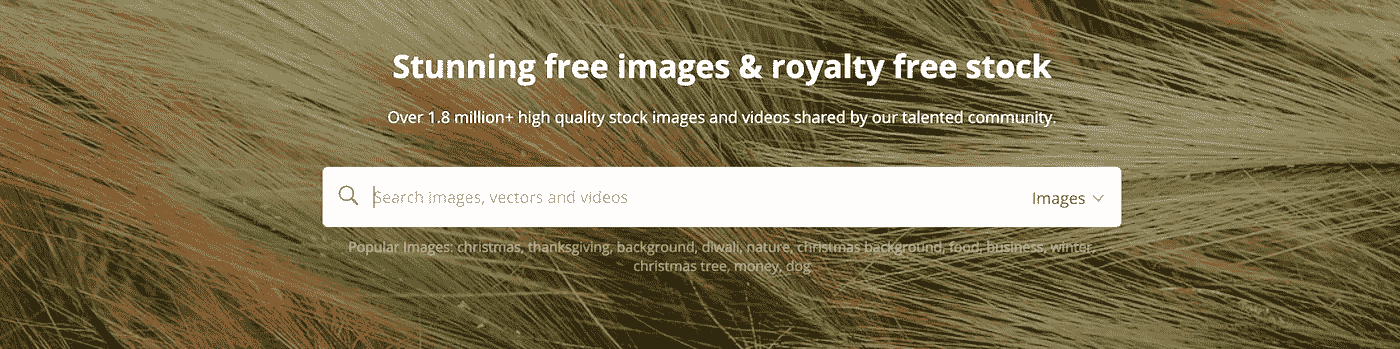 Stunning free images & royalty free stock
Over 1.8 million+ high quality stock images and videos shared by our talented community.
Search images, vectors and videos
Images
Popular Images: christmas, thanksgiving, background, diwali, nature, christmas background, food, business, winter,
christmas tree, money, dog